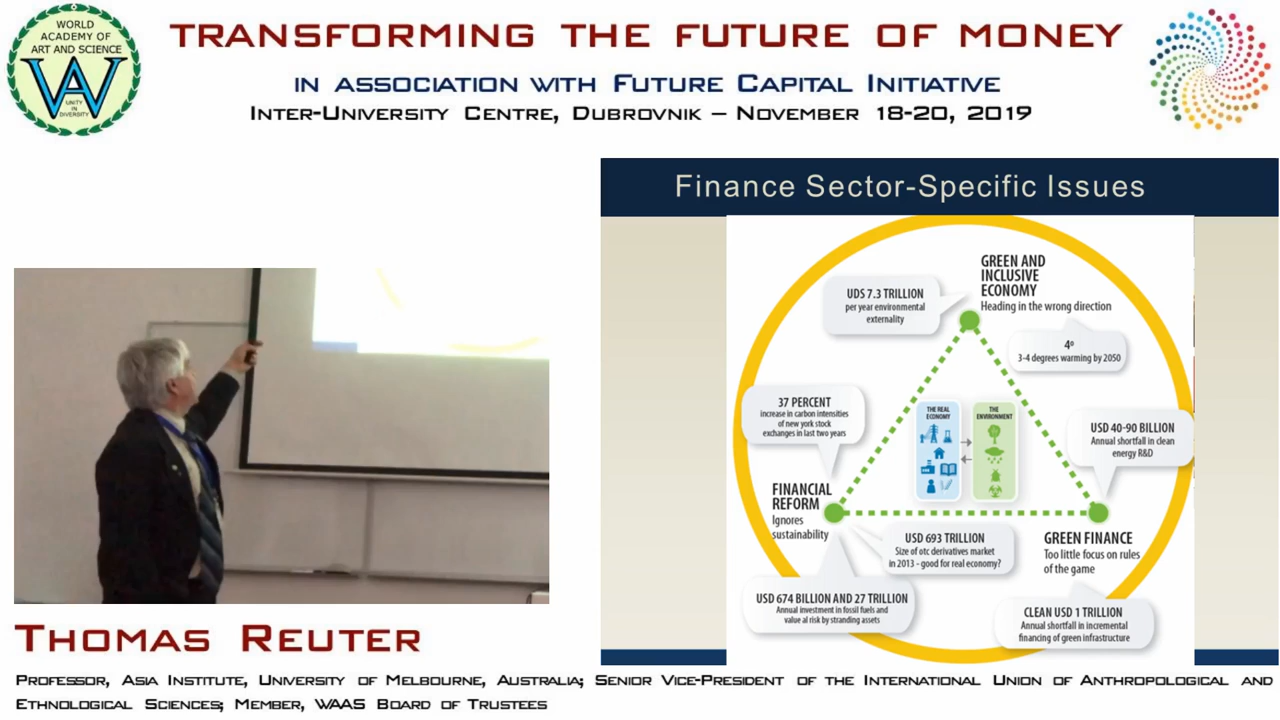 WORLD
ACADEMY OF
ART AND SCIENCE
WA
UNITY
IN
DIVERSITY
TRANSFORMING THE FUTURE OF MONEY
IN ASSOCIATION WITH FUTURE CAPITAL INITIATIVE
INTER-UNIVERSITY CENTRE, DUBROVNIK – NOVEMBER 18-20, 2019
Finance Sector-Specific Issues
GREEN AND
INCLUSIVE
ECONOMY
Heading in the wrong direction
UDS 7.3 TRILLION
per year environmental
externality
4º
3-4 degrees warming by 2050
37 PERCENT
increase in carbon intensities
of new york stock
exchanges in last two years
THE REAL
ECONOMY
THE
ENVIRONMENT
USD 40-90 BILLION
Annual shortfall in clean
energy R&D
FINANCIAL
REFORM
Ignores
sustainability
USD 693 TRILLION
Size of otc derivatives market
in 2013 - good for real economy?
GREEN FINANCE
Too little focus on rules
of the game
USD 674 BILLION AND 27 TRILLION
Annual investment in fossil fuels and
value al risk by stranding assets
CLEAN USD 1 TRILLION
Annual shortfall in incremental
financing of green infrastructure
THOMAS REUTER
PROFESSOR, ASIA INSTITUTE, UNIVERSITY OF MELBOURNE, AUSTRALIA; SENIOR VICE-PRESIDENT OF THE INTERNATIONAL UNION OF ANTHROPOLOGICAL AND
ETHNOLOGICAL SCIENCES; MEMBER, WAAS BOARD OF TRUSTEES